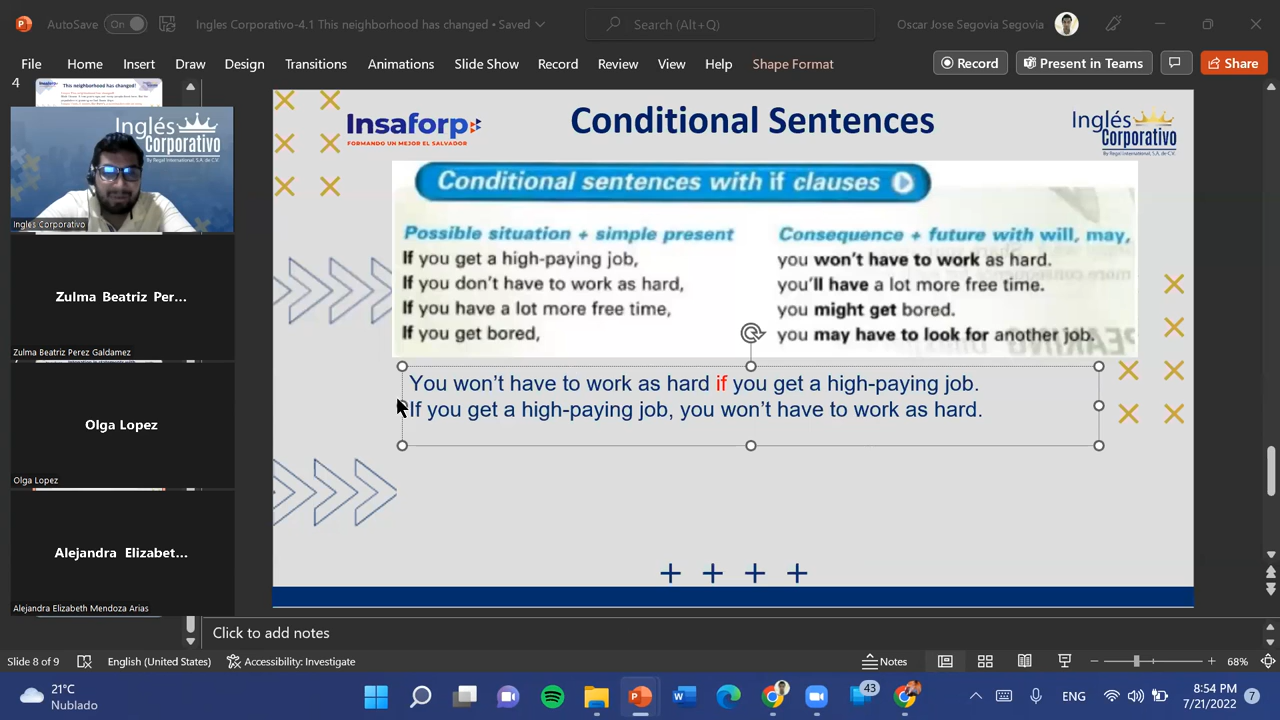 AutoSave On Ingles Corporativo-4.1 This neighborhood has changed • Saved Search (Alt+Q) Oscar Jose Segovia Segovia
File Home Insert Draw Design Transitions Animations Slide Show Record Review View Help Shape Format Record Present in Teams Share
4
This neighborhood has changed!
Inglés Corporativo
By Regal International, S.A. de C.V.
Ingles Corporativo
Zulma Beatriz Per...
Zulma Beatriz Perez Galdamez
Olga Lopez
Olga Lopez
Alejandra Elizabet...
Alejandra Elizabeth Mendoza Arias
Insaforp
FORMANDO UN MEJOR EL SALVADOR
Conditional Sentences
Inglés Corporativo
By Regal International, S.A. de C.V.
Conditional sentences with if clauses
Possible situation + simple present
If you get a high-paying job,
If you don't have to work as hard,
If you have a lot more free time,
If you get bored,
Consequence + future with will, may,
you won't have to work as hard.
you'll have a lot more free time.
you might get bored.
you may have to look for another job.
You won't have to work as hard if you get a high-paying job.
If you get a high-paying job, you won't have to work as hard.
Click to add notes
Slide 8 of 9 English (United States) Accessibility: Investigate Notes 68%
21°C
Nublado
43
ENG
8:54 PM
7/21/2022
7